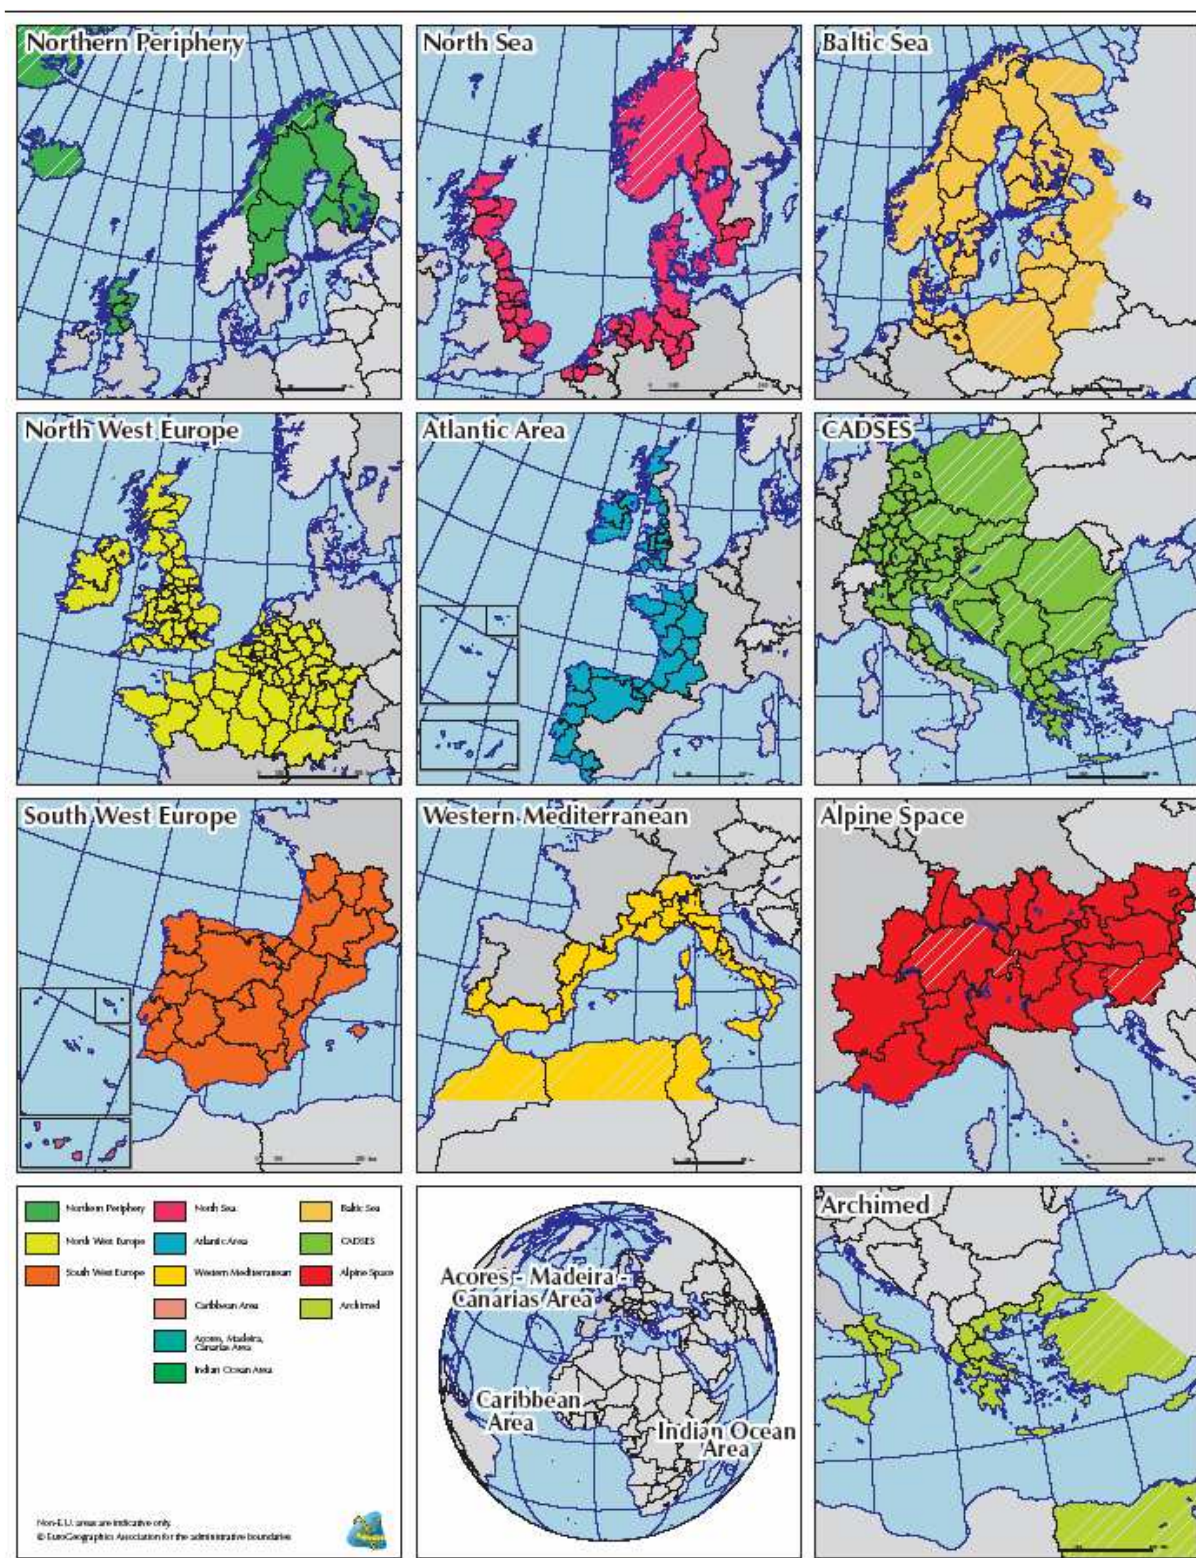 Northern Periphery
North Sea
Baltic Sea
North West Europe
Atlantic Area
CADSES
South West Europe
Western Mediterranean
Alpine Space
Northern Periphery
North Sea
Baltic Sea
North West Europe
Atlantic Area
CADSES
South West Europe
Western Mediterranean
Alpine Space
Caribbean Area
Archimed
Açores, Madeira,
Canarias Area
Indian Ocean Area
Non-E.U. areas are indicative only.
© EuroGeographics Association for the administrative boundaries
Acores - Madeira -
Canarias Area
Caribbean
Area
Indian Ocean
Area
Archimed